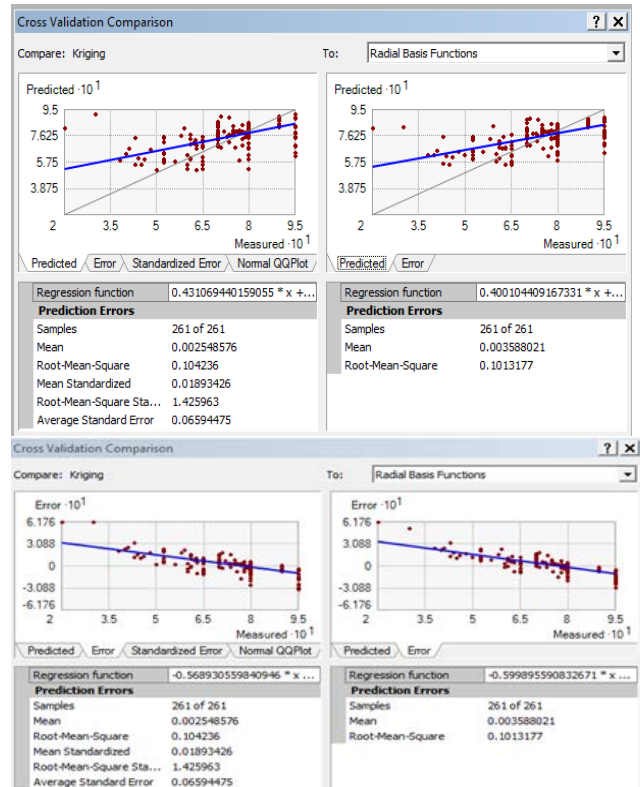 Cross Validation Comparison
? X
Compare: Kriging
To: Radial Basis Functions
Predicted ·10 1
9.5
7.625
5.75
3.875
2 3.5 5 6.5 8 9.5
Measured ·10 1
Predicted Error Standardized Error Normal QQPlot
Regression function 0.431069440159055 * x +...
Prediction Errors
Samples 261 of 261
Mean 0.002548576
Root-Mean-Square 0.104236
Mean Standardized 0.01893426
Root-Mean-Square Sta... 1.425963
Average Standard Error 0.06594475
Predicted ·10 1
9.5
7.625
5.75
3.875
2 3.5 5 6.5 8 9.5
Measured ·10 1
Predicted Error
Regression function 0.400104409167331 * x +...
Prediction Errors
Samples 261 of 261
Mean 0.003588021
Root-Mean-Square 0.1013177
Cross Validation Comparison
? X
Compare: Kriging
To: Radial Basis Functions
Error ·10 1
6.176
3.088
0
-3.088
-6.176
2 3.5 5 6.5 8 9.5
Measured ·10 1
Predicted Error Standardized Error Normal QQPlot
Regression function -0.568930559840946 * x ...
Prediction Errors
Samples 261 of 261
Mean 0.002548576
Root-Mean-Square 0.104236
Mean Standardized 0.01893426
Root-Mean-Square Sta... 1.425963
Average Standard Error 0.06594475
Error ·10 1
6.176
3.088
0
-3.088
-6.176
2 3.5 5 6.5 8 9.5
Measured ·10 1
Predicted Error
Regression function -0.599895590832671 * x ...
Prediction Errors
Samples 261 of 261
Mean 0.003588021
Root-Mean-Square 0.1013177